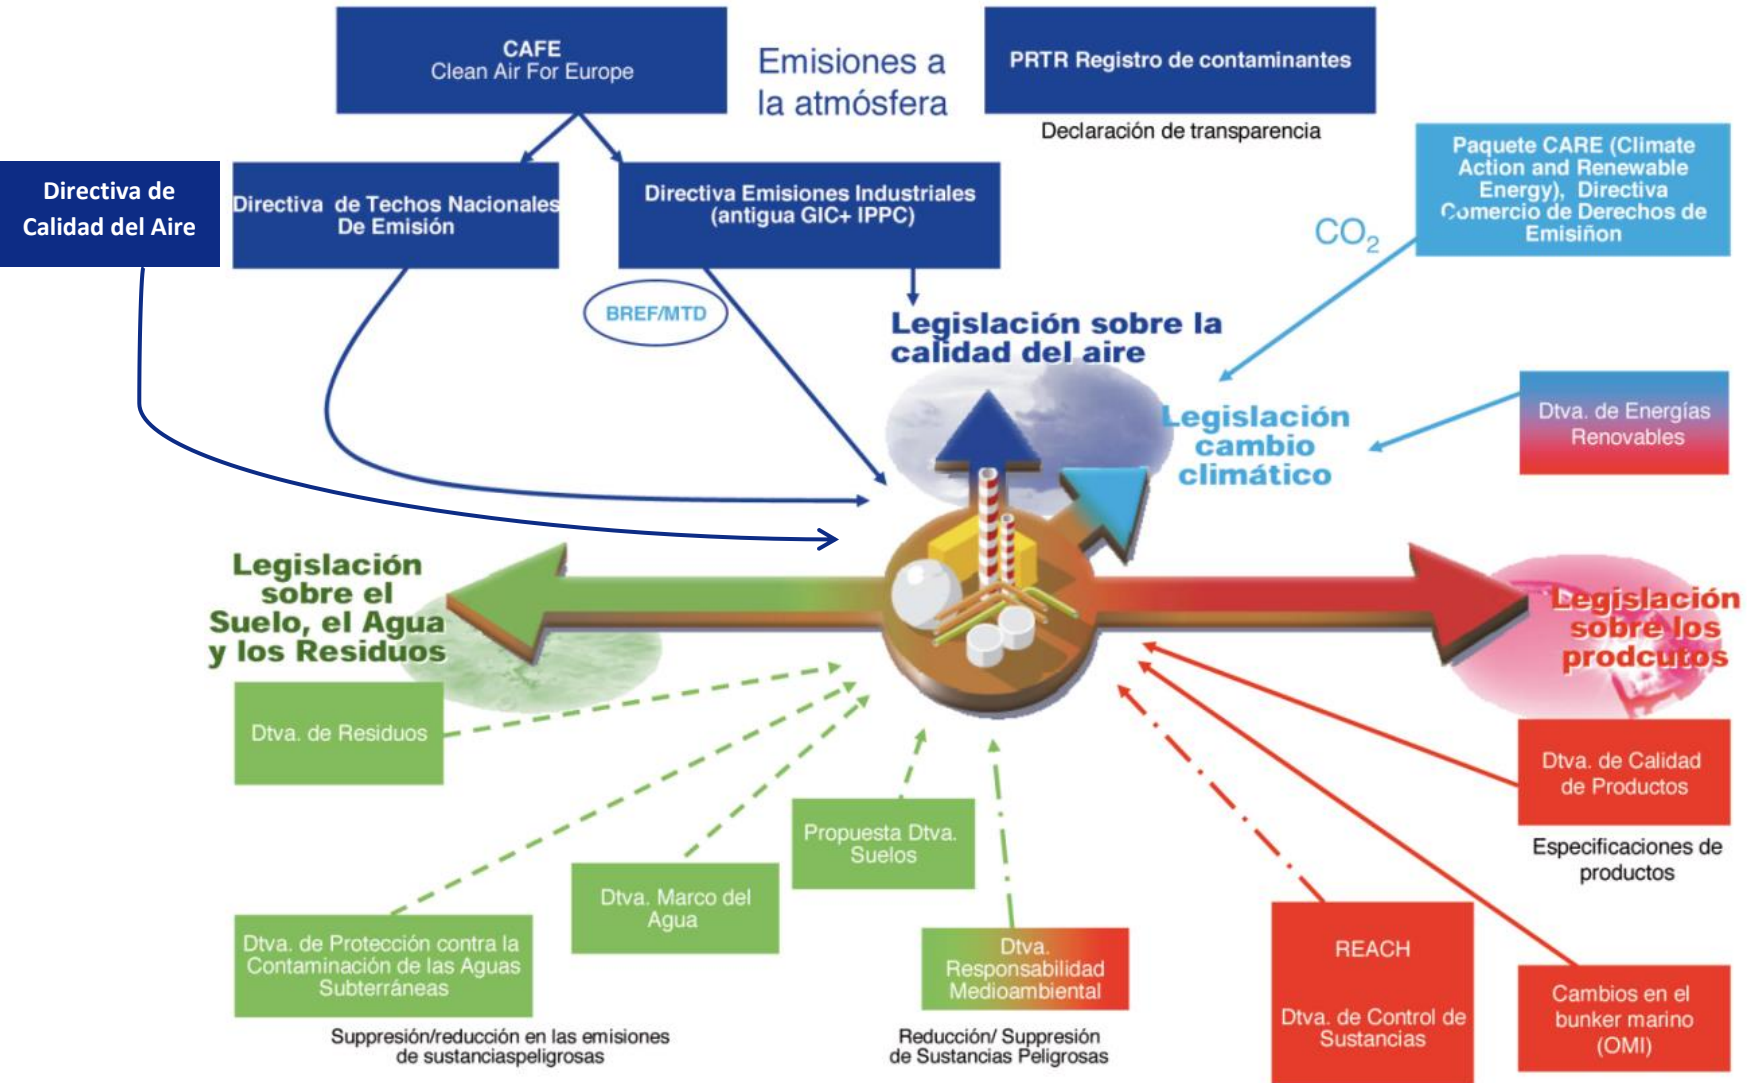 CAFE
Clean Air For Europe
Emisiones a
la atmósfera
PRTR Registro de contaminantes
Declaración de transparencia
Paquete CARE (Climate
Action and Renewable
Energy), Directiva
Comercio de Derechos de
Emisiñon
CO₂
Directiva de
Calidad del Aire
Directiva de Techos Nacionales
De Emisión
Directiva Emisiones Industriales
(antigua GIC+ IPPC)
BREF/MTD
Legislación sobre la
calidad del aire
Legislación
cambio
climático
Dtva. de Energías
Renovables
Legislación
sobre el
Suelo, el Agua
y los Residuos
Legislación
sobre los
prodcutos
Dtva. de Residuos
Dtva. de Calidad
de Productos
Especificaciones de
productos
Propuesta Dtva.
Suelos
Dtva. Marco del
Agua
Dtva. de Protección contra la
Contaminación de las Aguas
Subterráneas
Suppresión/reducción en las emisiones
de sustanciaspeligrosas
Dtva.
Responsabilidad
Medioambiental
Reducción/ Suppresión
de Sustancias Peligrosas
REACH
Dtva. de Control de
Sustancias
Cambios en el
bunker marino
(OMI)